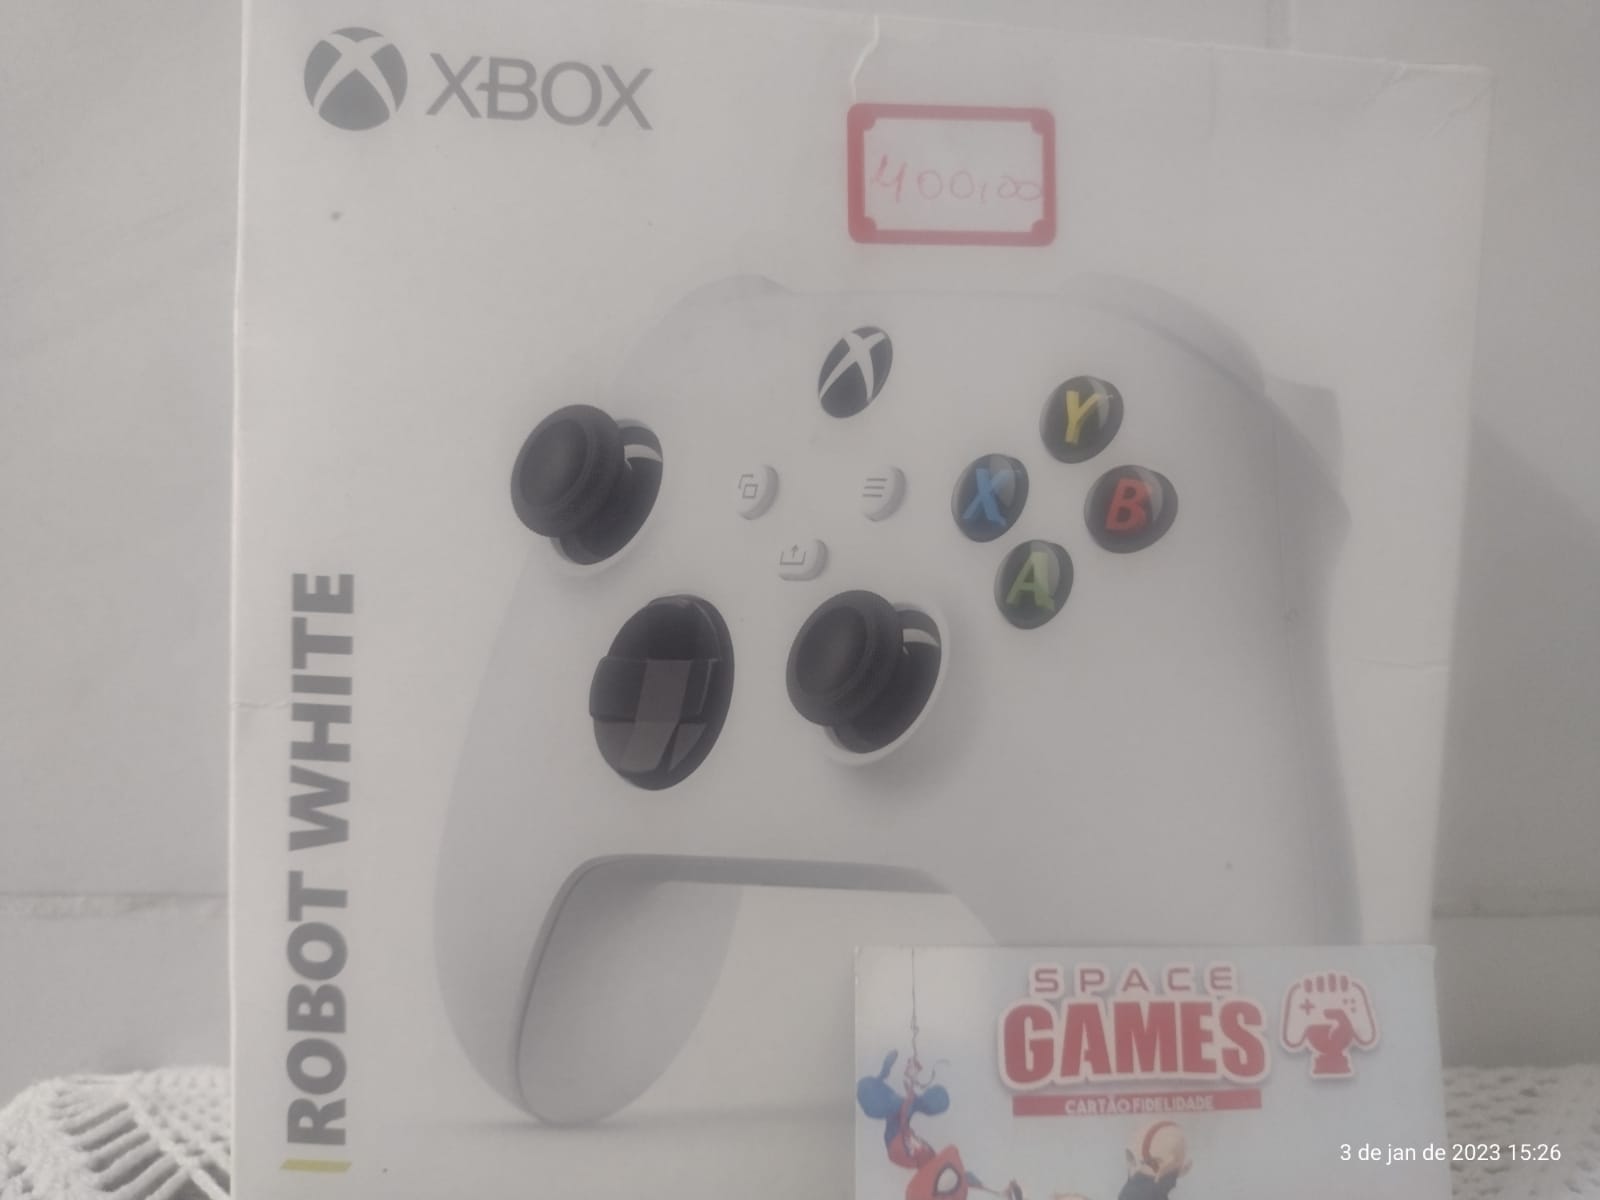 XBOX
400,00
Y
X
B
A
ROBOT WHITE
SPACE
GAMES
CARTÃO FIDELIDADE
3 de jan de 2023 15:26